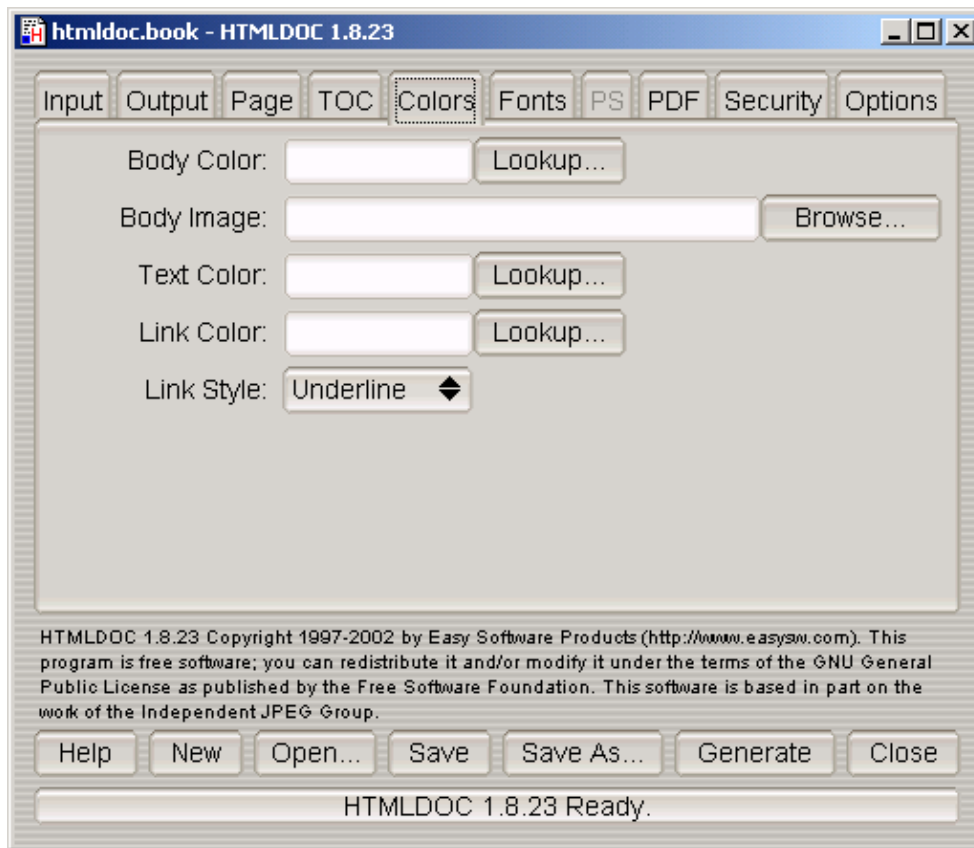 htmldoc.book - HTMLDOC 1.8.23
Input Output Page TOC Colors Fonts PS PDF Security Options
Body Color: Lookup...
Body Image: Browse...
Text Color: Lookup...
Link Color: Lookup...
Link Style: Underline
HTMLDOC 1.8.23 Copyright 1997-2002 by Easy Software Products (http://www.easysw.com). This
program is free software; you can redistribute it and/or modify it under the terms of the GNU General
Public License as published by the Free Software Foundation. This software is based in part on the
work of the Independent JPEG Group.
Help New Open... Save Save As... Generate Close
HTMLDOC 1.8.23 Ready.